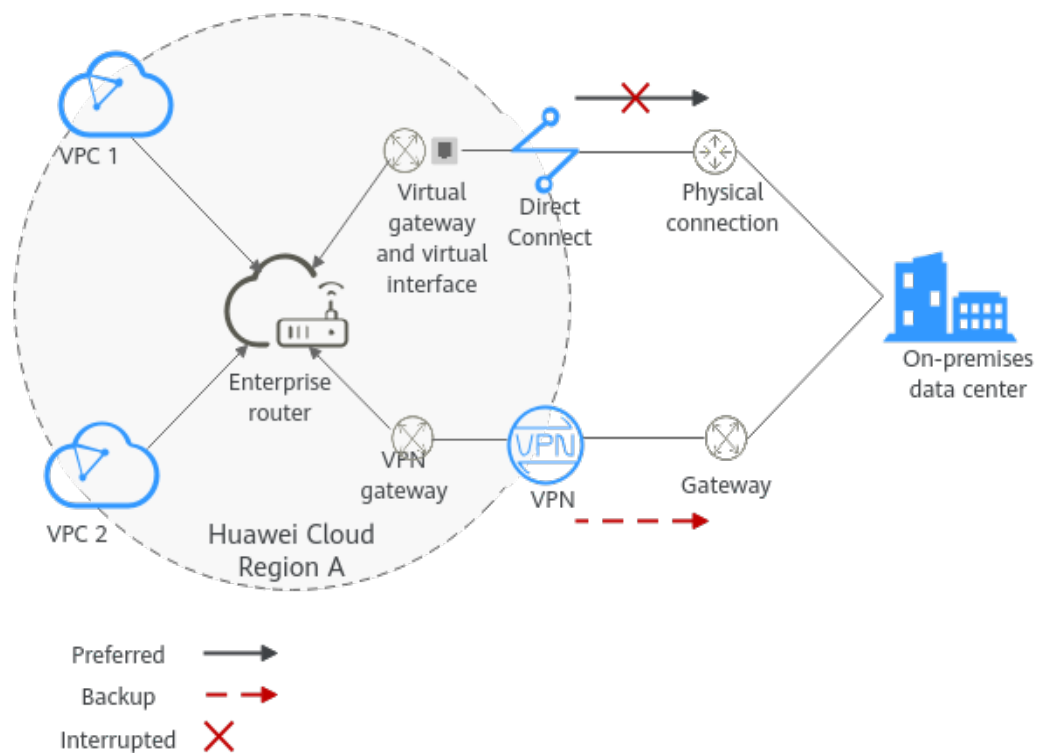 VPC 1
Virtual
gateway
and virtual
interface
Direct
Connect
Physical
connection
On-premises
data center
Enterprise
router
VPN
gateway
VPN
VPN
Gateway
VPC 2
Huawei Cloud
Region A
Preferred
Backup
Interrupted